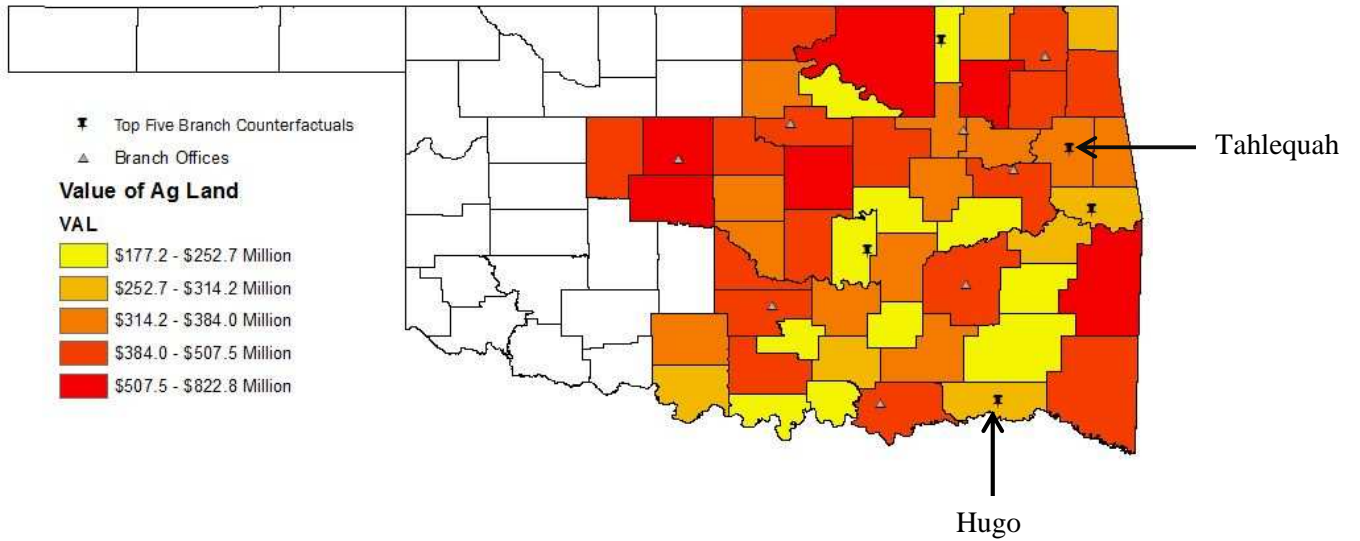 Top Five Branch Counterfactuals
Branch Offices
Value of Ag Land
VAL
$177.2 - $252.7 Million
$252.7 - $314.2 Million
$314.2 - $384.0 Million
$384.0 - $507.5 Million
$507.5 - $822.8 Million
Tahlequah
Hugo